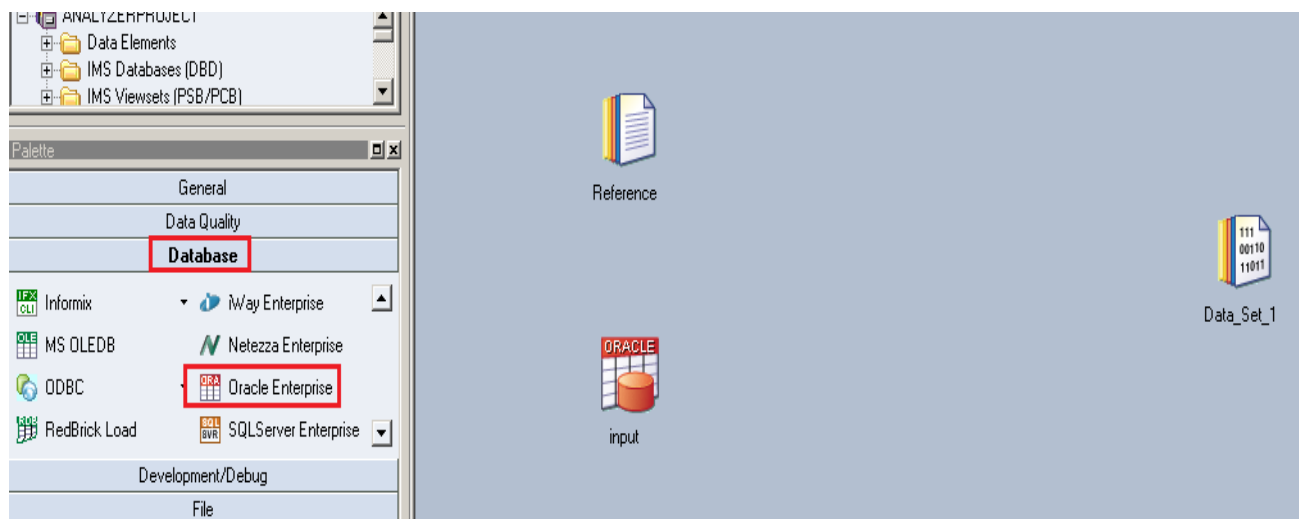 ANALYZERPROJECT
Data Elements
IMS Databases (DBD)
IMS Viewsets (PSB/PCB)
Palette
General
Data Quality
Database
IFX
CLI
Informix
iWay Enterprise
OLE
MS OLEDB
Netezza Enterprise
ODBC
ORA
Oracle Enterprise
RedBrick Load
SQL
SVR
SQLServer Enterprise
Development/Debug
File
Reference
ORACLE
input
111
00110
11011
Data_Set_1